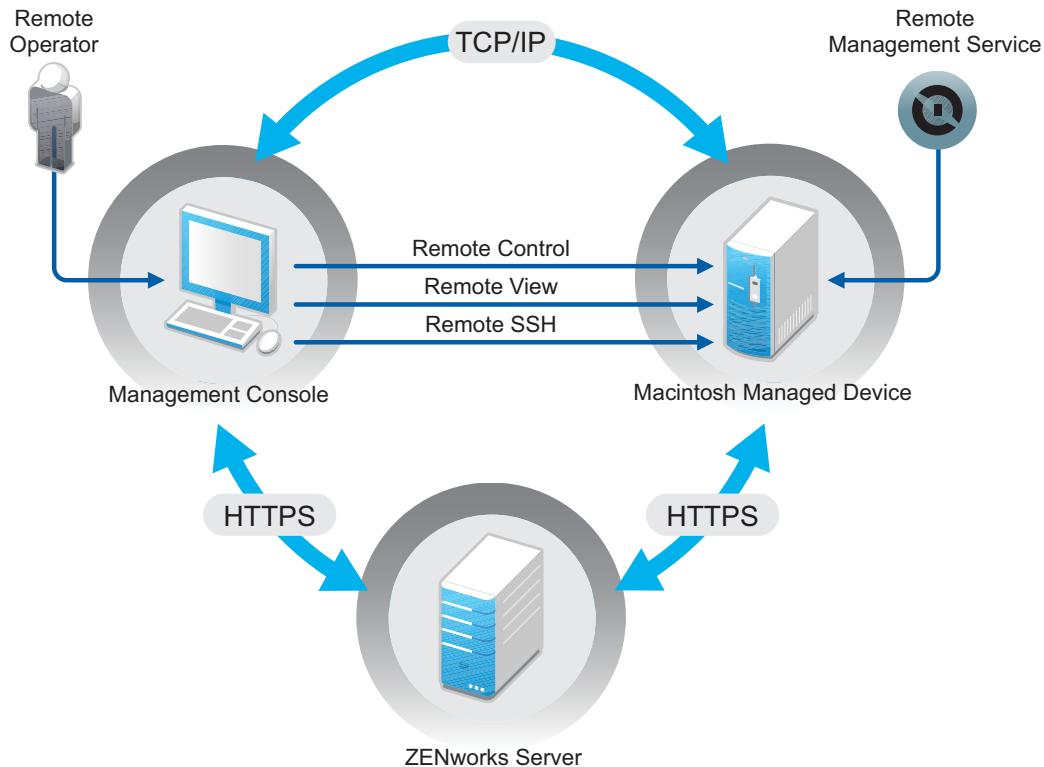 Remote
Operator
TCP/IP
Remote
Management Service
Remote Control
Remote View
Remote SSH
Management Console
Macintosh Managed Device
HTTPS
HTTPS
ZENworks Server